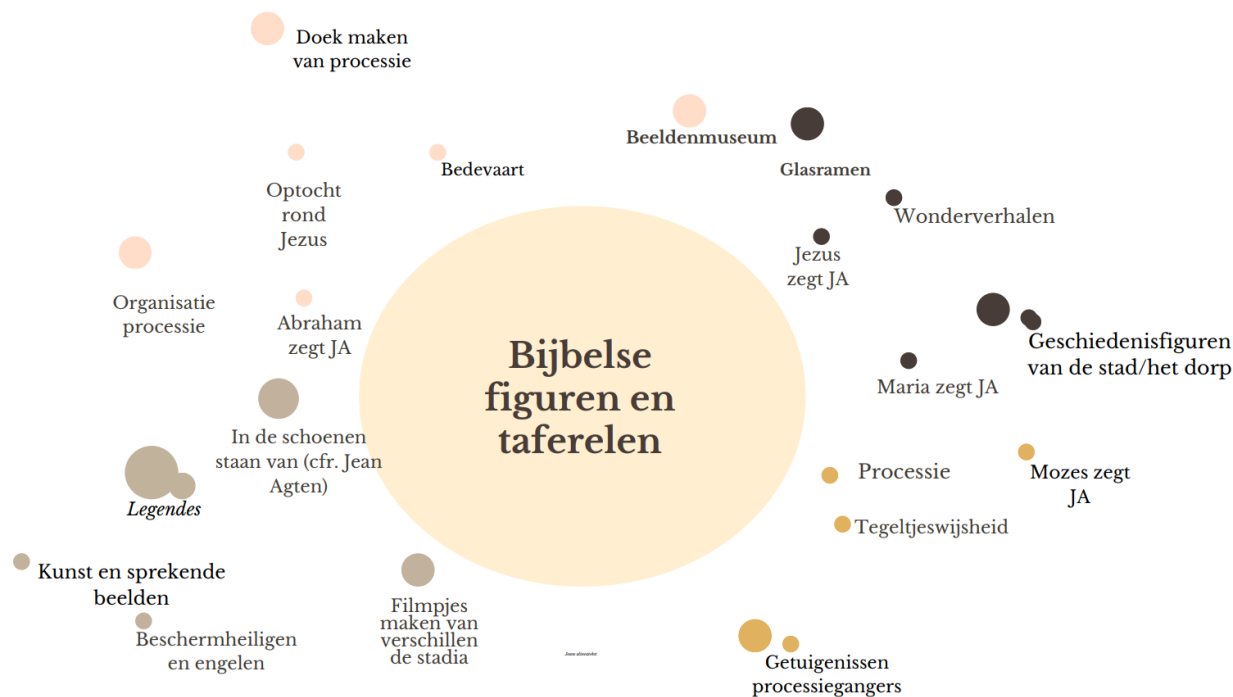 Doek maken
van processie
Beeldenmuseum
Glasramen
Bedevaart
Optocht
rond
Jezus
Wonderverhalen
Jezus
zegt JA
Organisatie
processie
Abraham
zegt JA
Geschiedenisfiguren
van de stad/het dorp
Bijbelse
figuren en
taferelen
Maria zegt JA
In de schoenen
staan van (cfr. Jean
Agten)
Legendes
Processie
Mozes zegt
JA
Tegeltjeswijsheid
Kunst en sprekende
beelden
Beschermheiligen
en engelen
Filmpjes
maken van
verschillen
de stadia
Getuigenissen
processiegangers